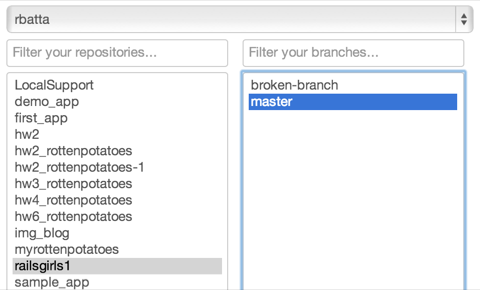 rbatta
Filter your repositories...
Filter your branches...
LocalSupport
demo_app
first_app
hw2
hw2_rottenpotatoes
hw2_rottenpotatoes-1
hw3_rottenpotatoes
hw4_rottenpotatoes
hw6_rottenpotatoes
img_blog
myrottenpotatoes
railsgirls1
sample_app
broken-branch
master